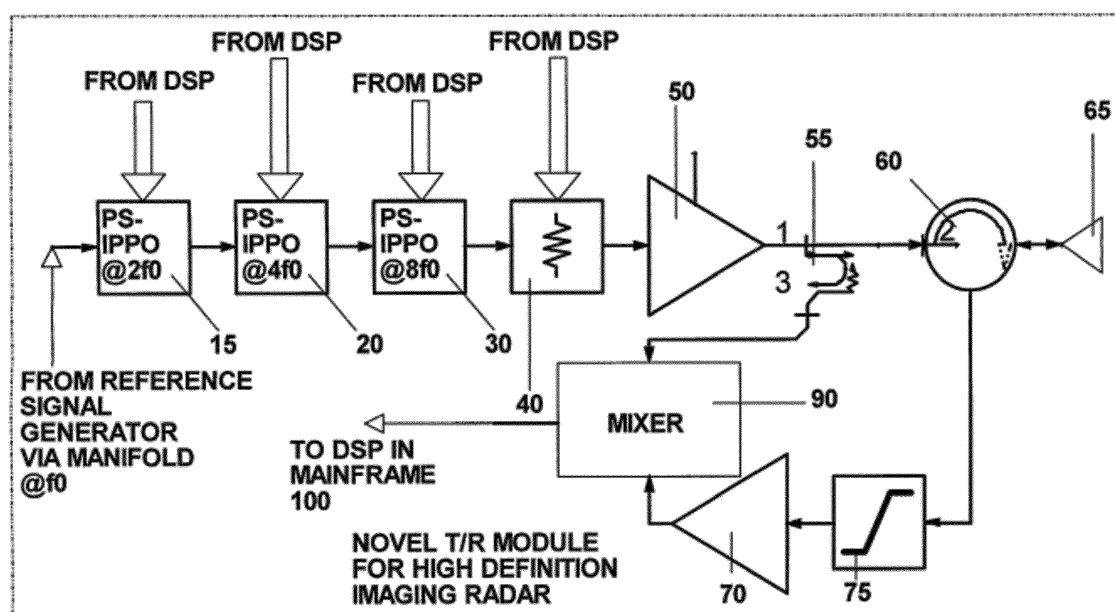 FROM DSP
FROM DSP
FROM DSP
FROM DSP
50
55
60
65
PS-
IPPO
@2f0
PS-
IPPO
@4f0
PS-
IPPO
@8f0
1
2
3
15
20
30
40
90
FROM REFERENCE
SIGNAL
GENERATOR
VIA MANIFOLD
@f0
MIXER
TO DSP IN
MAINFRAME
100
NOVEL T/R MODULE
FOR HIGH DEFINITION
IMAGING RADAR
70
75